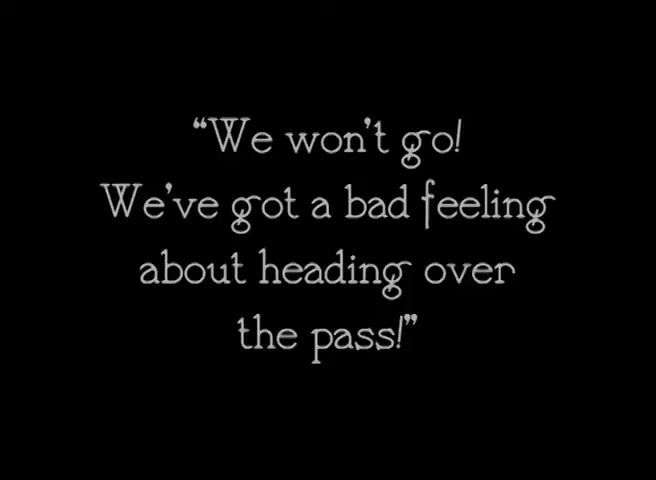 “We won’t go!
We’ve got a bad feeling
about heading over
the pass!”